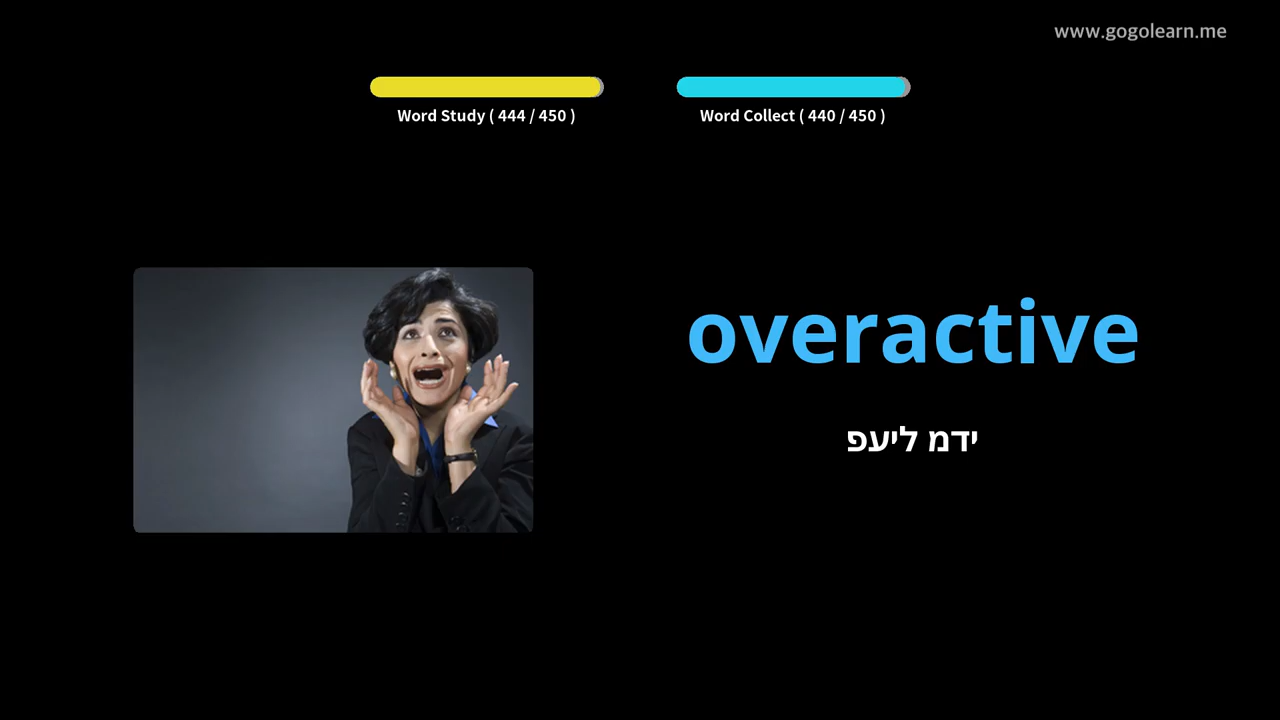 www.gogolearn.me
Word Study ( 444 / 450 )
Word Collect ( 440 / 450 )
overactive
פעיל מדי